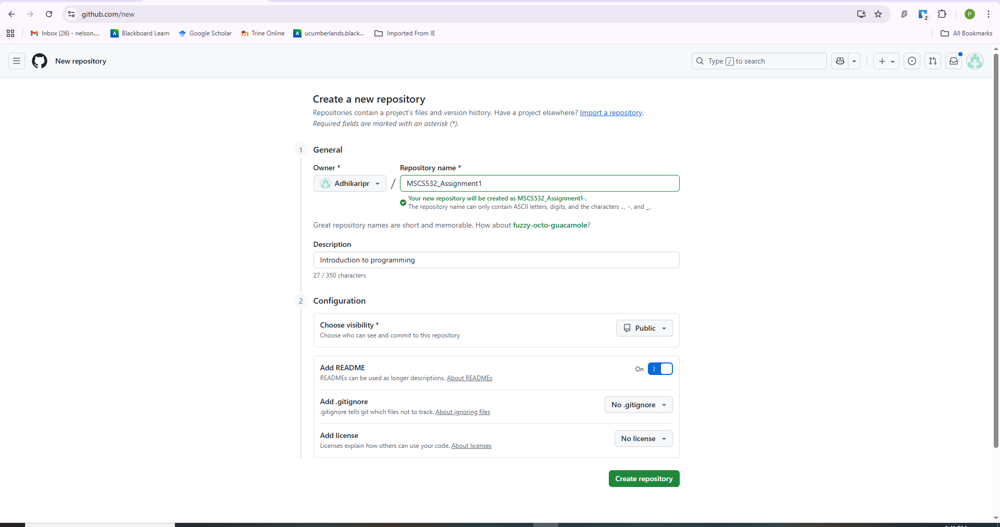 github.com/new
Inbox (26) - nelson.... Blackboard Learn Google Scholar Trine Online ucumberlands.black... Imported From IE All Bookmarks
New repository
Type / to search
2
P
Create a new repository
Repositories contain a project's files and version history. Have a project elsewhere? Import a repository.
Required fields are marked with an asterisk (*).
1 General
Owner * Repository name *
Adhikaripr / MSCS532_Assignment1
Your new repository will be created as MSCS532_Assignment1-.
The repository name can only contain ASCII letters, digits, and the characters ., -, and _.
Great repository names are short and memorable. How about fuzzy-octo-guacamole?
Description
Introduction to programming
27 / 350 characters
2 Configuration
Choose visibility * Public
Choose who can see and commit to this repository
Add README On
READMEs can be used as longer descriptions. About READMEs
Add .gitignore No .gitignore
.gitignore tells git which files not to track. About ignoring files
Add license No license
Licenses explain how others can use your code. About licenses
Create repository